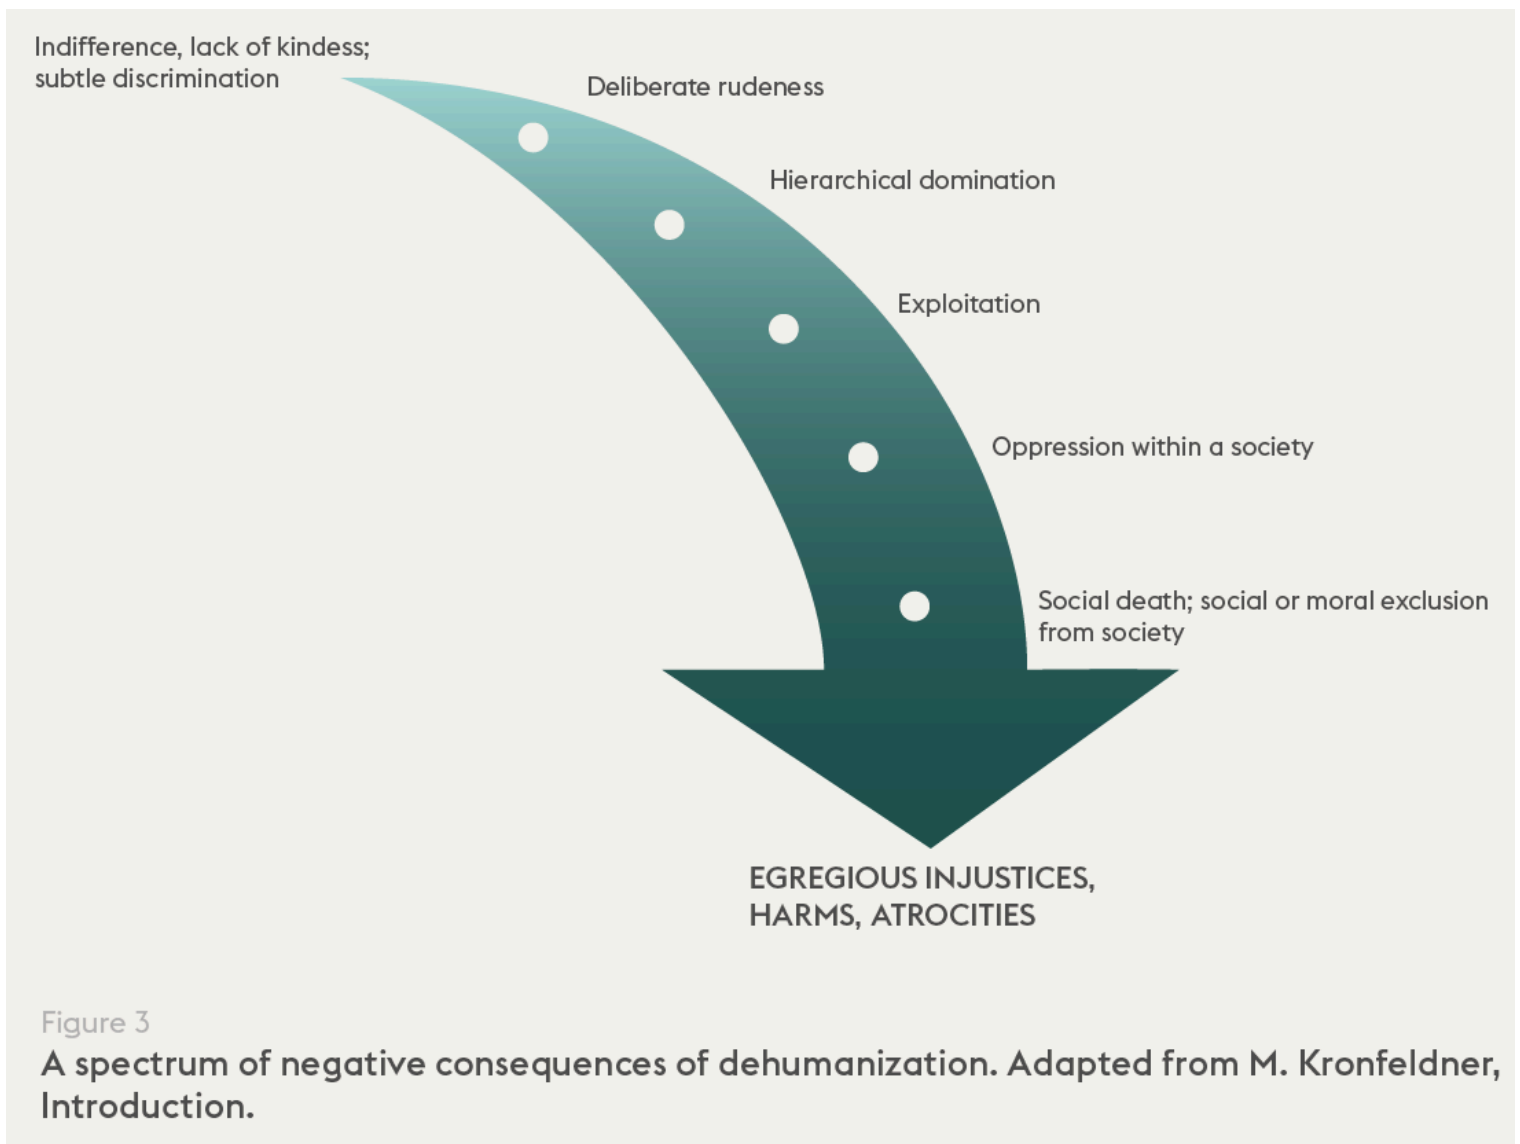 Indifference, lack of kindess;
subtle discrimination
Deliberate rudeness
Hierarchical domination
Exploitation
Oppression within a society
Social death; social or moral exclusion
from society
EGREGIOUS INJUSTICES,
HARMS, ATROCITIES
Figure 3
A spectrum of negative consequences of dehumanization. Adapted from M. Kronfeldner,
Introduction.